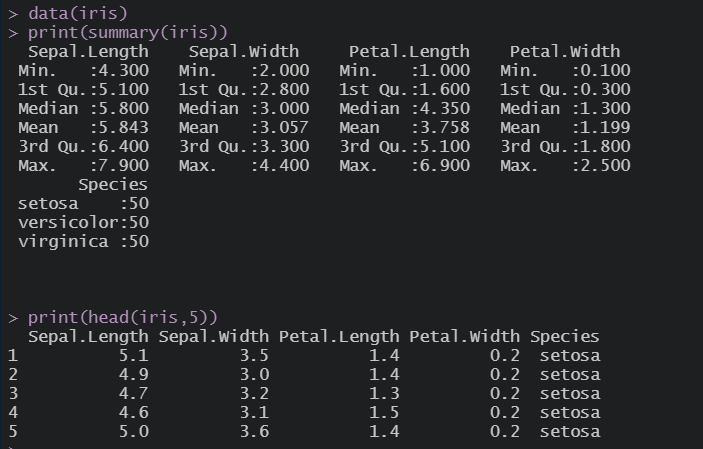 > data(iris)
> print(summary(iris))
  Sepal.Length    Sepal.Width     Petal.Length    Petal.Width   
 Min.   :4.300   Min.   :2.000   Min.   :1.000   Min.   :0.100  
 1st Qu.:5.100   1st Qu.:2.800   1st Qu.:1.600   1st Qu.:0.300  
 Median :5.800   Median :3.000   Median :4.350   Median :1.300  
 Mean   :5.843   Mean   :3.057   Mean   :3.758   Mean   :1.199  
 3rd Qu.:6.400   3rd Qu.:3.300   3rd Qu.:5.100   3rd Qu.:1.800  
 Max.   :7.900   Max.   :4.400   Max.   :6.900   Max.   :2.500  
       Species  
 setosa    :50  
 versicolor:50  
 virginica :50  
> print(head(iris,5))
  Sepal.Length Sepal.Width Petal.Length Petal.Width Species
1          5.1         3.5          1.4         0.2  setosa
2          4.9         3.0          1.4         0.2  setosa
3          4.7         3.2          1.3         0.2  setosa
4          4.6         3.1          1.5         0.2  setosa
5          5.0         3.6          1.4         0.2  setosa